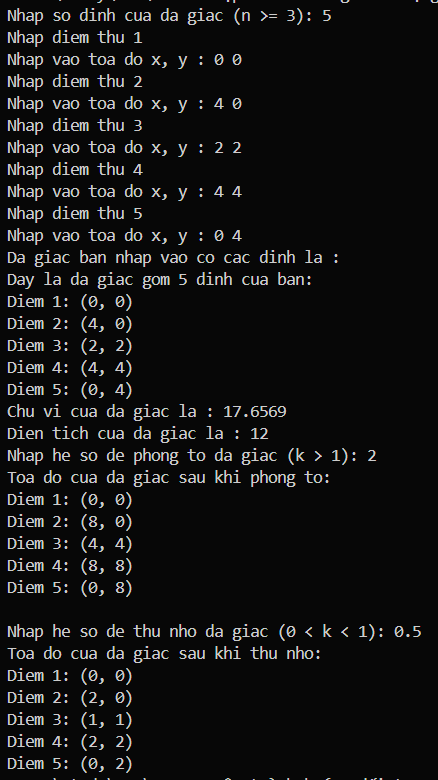 Nhap so dinh cua da giac (n >= 3): 5
Nhap diem thu 1
Nhap vao toa do x, y : 0 0
Nhap diem thu 2
Nhap vao toa do x, y : 4 0
Nhap diem thu 3
Nhap vao toa do x, y : 2 2
Nhap diem thu 4
Nhap vao toa do x, y : 4 4
Nhap diem thu 5
Nhap vao toa do x, y : 0 4
Da giac ban nhap vao co cac dinh la :
Day la da giac gom 5 dinh cua ban:
Diem 1: (0, 0)
Diem 2: (4, 0)
Diem 3: (2, 2)
Diem 4: (4, 4)
Diem 5: (0, 4)
Chu vi cua da giac la : 17.6569
Dien tich cua da giac la : 12
Nhap he so de phong to da giac (k > 1): 2
Toa do cua da giac sau khi phong to:
Diem 1: (0, 0)
Diem 2: (8, 0)
Diem 3: (4, 4)
Diem 4: (8, 8)
Diem 5: (0, 8)
Nhap he so de thu nho da giac (0 < k < 1): 0.5
Toa do cua da giac sau khi thu nho:
Diem 1: (0, 0)
Diem 2: (2, 0)
Diem 3: (1, 1)
Diem 4: (2, 2)
Diem 5: (0, 2)